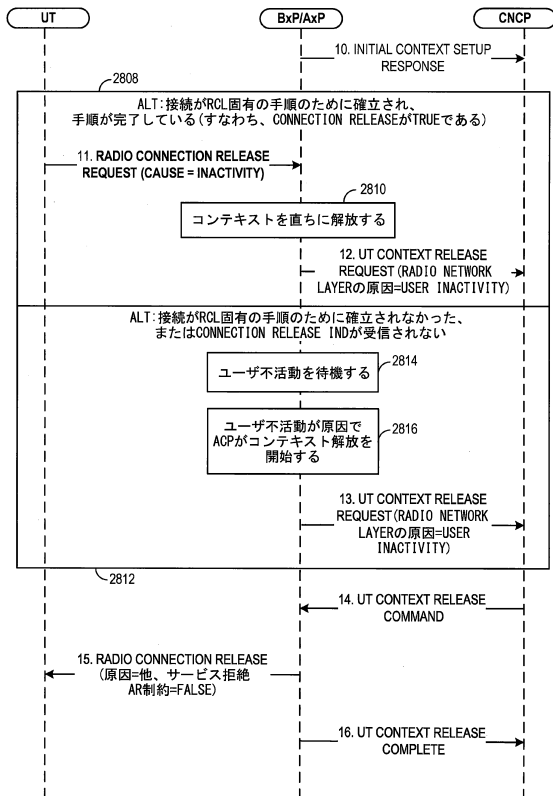 UT
BxP/AxP
CNCP
10. INITIAL CONTEXT SETUP
RESPONSE
2808
ALT:接続がRCL固有の手順のために確立され、
手順が完了している(すなわち、CONNECTION RELEASEがTRUEである)
11. RADIO CONNECTION RELEASE
REQUEST (CAUSE = INACTIVITY)
2810
コンテキストを直ちに解放する
12. UT CONTEXT RELEASE
REQUEST(RADIO NETWORK
LAYERの原因=USER INACTIVITY)
ALT:接続がRCL固有の手順のために確立されなかった、
またはCONNECTION RELEASE INDが受信されない
ユーザ不活動を待機する
2814
ユーザ不活動が原因で
ACPがコンテキスト解放を
開始する
2816
13. UT CONTEXT RELEASE
REQUEST(RADIO NETWORK
LAYERの原因=USER
INACTIVITY)
2812
14. UT CONTEXT RELEASE
COMMAND
15. RADIO CONNECTION RELEASE
(原因=他、サービス拒絶
AR制約=FALSE)
16. UT CONTEXT RELEASE
COMPLETE